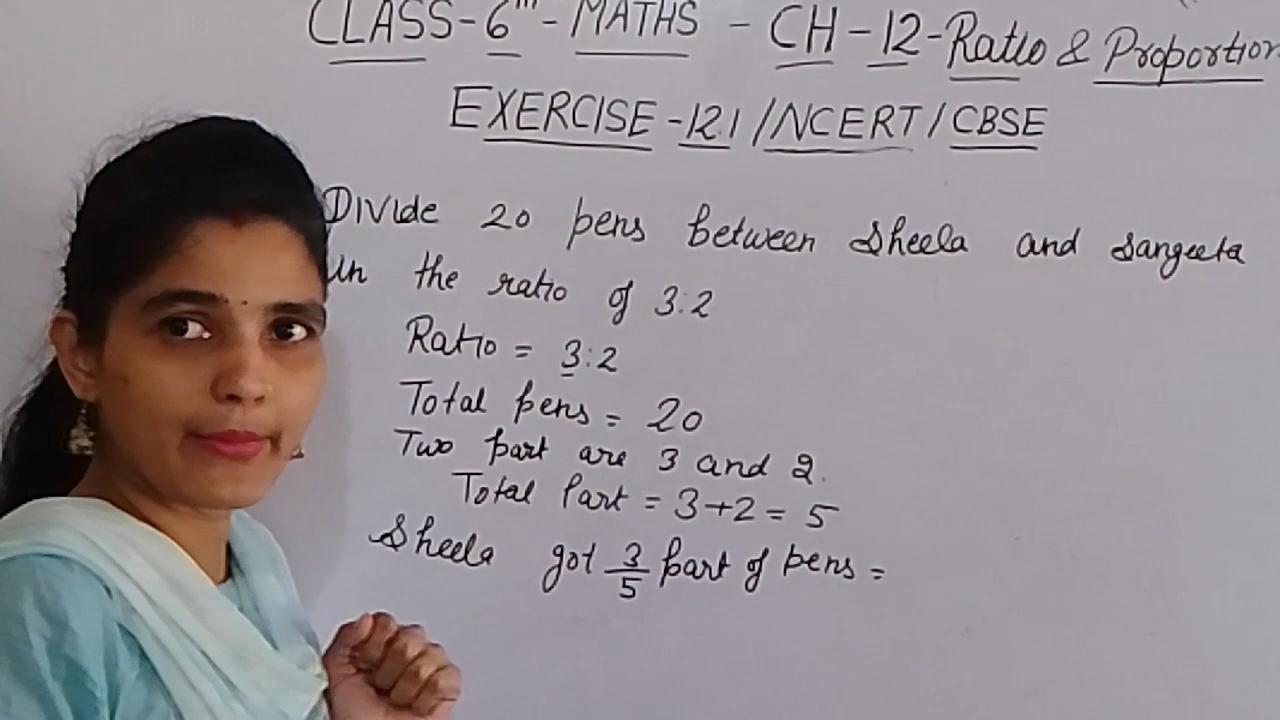 CLASS-6th-MATHS - CH-12-Ratio & Proportion
EXERCISE-12.1/NCERT/CBSE
Divide 20 pens between Sheela and Sangeeta
in the ratio of 3:2
Ratio = 3:2
Total pens = 20
Two part are 3 and 2.
Total Part = 3+2 = 5
Sheela got 3/5 part of pens =